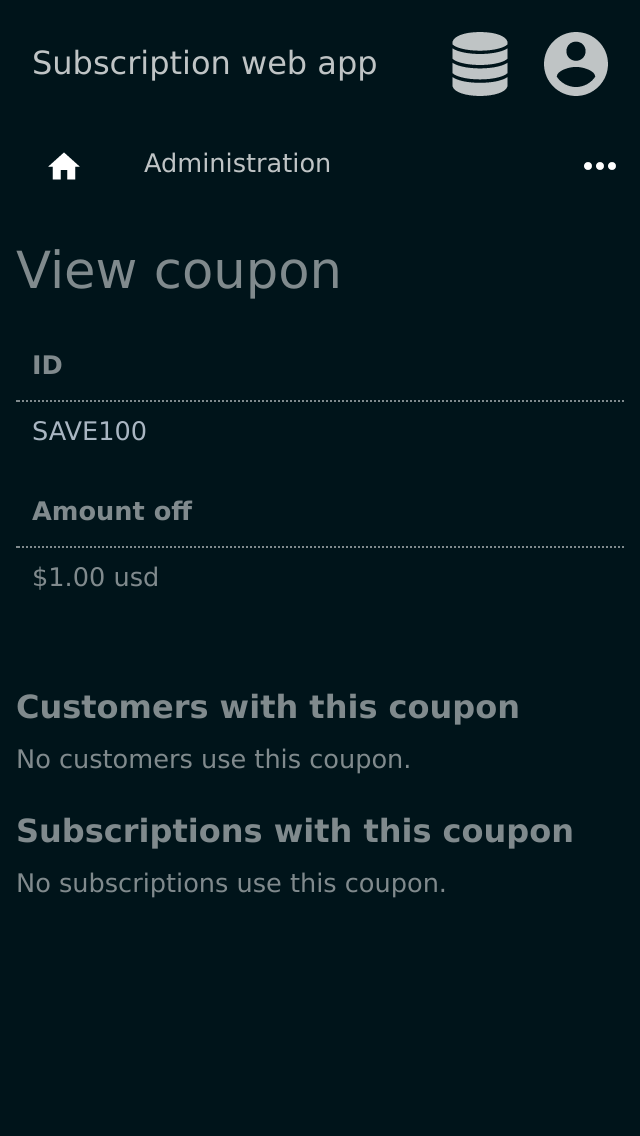 Subscription web app
Administration
View coupon
ID
SAVE100
Amount off
$1.00 usd
Customers with this coupon
No customers use this coupon.
Subscriptions with this coupon
No subscriptions use this coupon.